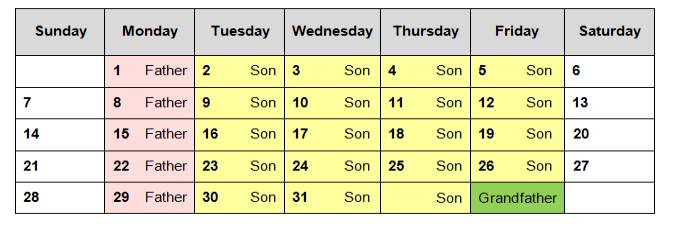 Sunday Monday Tuesday Wednesday Thursday Friday Saturday
1 Father 2 Son 3 Son 4 Son 5 Son 6
7 8 Father 9 Son 10 Son 11 Son 12 Son 13
14 15 Father 16 Son 17 Son 18 Son 19 Son 20
21 22 Father 23 Son 24 Son 25 Son 26 Son 27
28 29 Father 30 Son 31 Son Son Grandfather